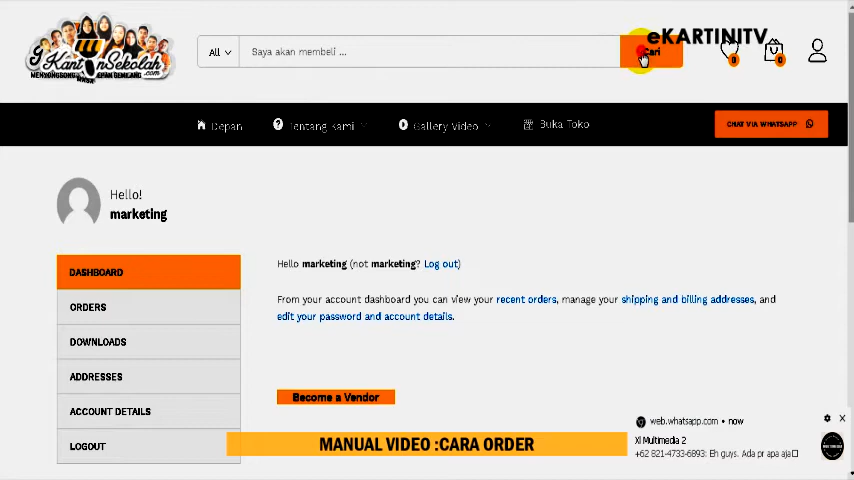 eKARTINITV
KantinSekolah
.com
All
Saya akan membeli ...
Cari
0
0
Depan
Tentang Kami
Gallery Video
Buka Toko
CHAT VIA WHATSAPP
Hello!
marketing
DASHBOARD
ORDERS
DOWNLOADS
ADDRESSES
ACCOUNT DETAILS
LOGOUT
Hello marketing (not marketing? Log out)
From your account dashboard you can view your recent orders, manage your shipping and billing addresses, and
edit your password and account details.
Become a Vendor
MANUAL VIDEO :CARA ORDER
web.whatsapp.com • now
XI Multimedia 2
+62 821-4733-6893: Eh guys. Ada pr apa aja